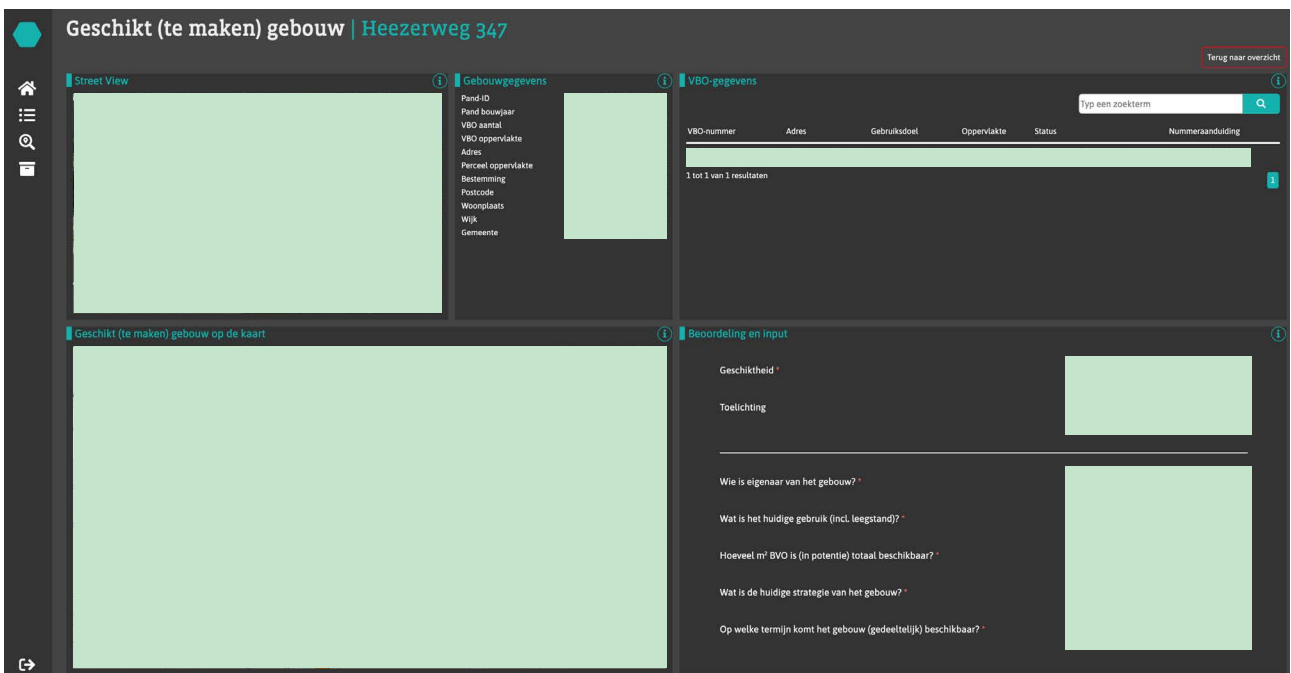 Geschikt (te maken) gebouw | Heezerweg 347
Terug naar overzicht
Street View
Gebouwgegevens
Pand-ID
Pand bouwjaar
VBO aantal
VBO oppervlakte
Adres
Perceel oppervlakte
Bestemming
Postcode
Woonplaats
Wijk
Gemeente
VBO-gegevens
Typ een zoekterm
VBO-nummer Adres Gebruiksdoel Oppervlakte Status Nummeraanduiding
1 tot 1 van 1 resultaten
1
Geschikt (te maken) gebouw op de kaart
Beoordeling en input
Geschiktheid *
Toelichting
Wie is eigenaar van het gebouw? *
Wat is het huidige gebruik (incl. leegstand)? *
Hoeveel m² BVO is (in potentie) totaal beschikbaar? *
Wat is de huidige strategie van het gebouw? *
Op welke termijn komt het gebouw (gedeeltelijk) beschikbaar? *